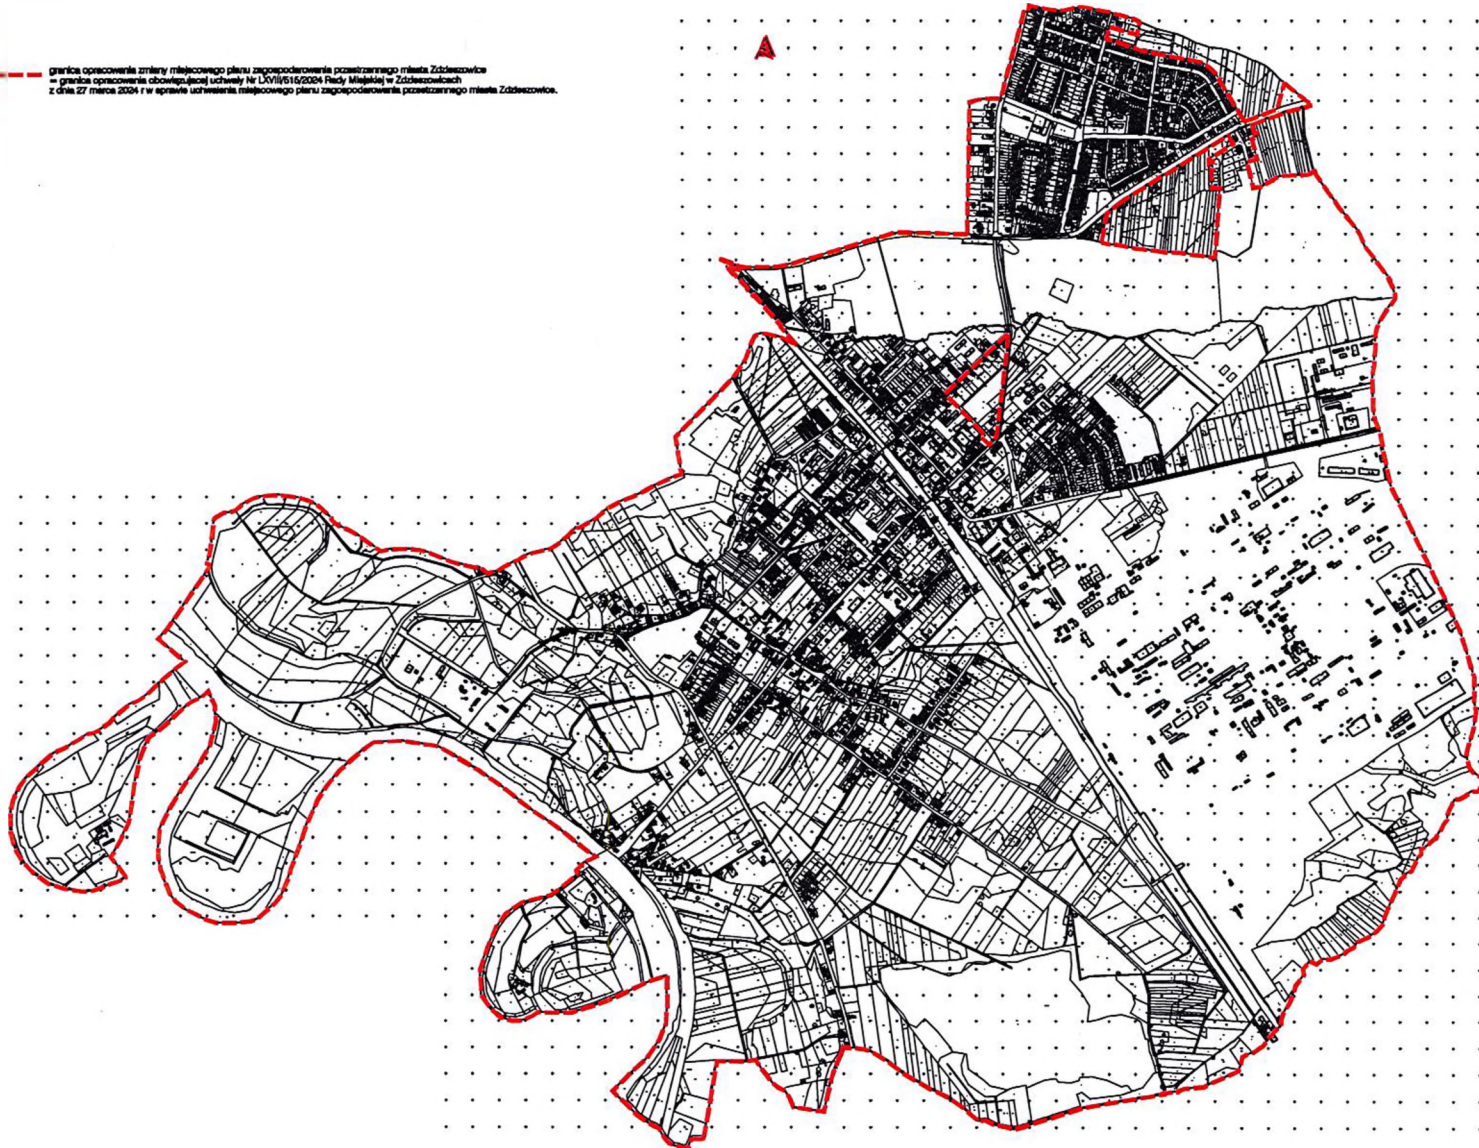 granica opracowania zmiany miejscowego planu zagospodarowania przestrzennego miasta Zdzieszowice
= granica opracowania obowiązującej uchwały Nr LXVIII/515/2024 Rady Miejskiej w Zdzieszowicach
z dnia 27 marca 2024 r w sprawie uchwalenia miejscowego planu zagospodarowania przestrzennego miasta Zdzieszowice.